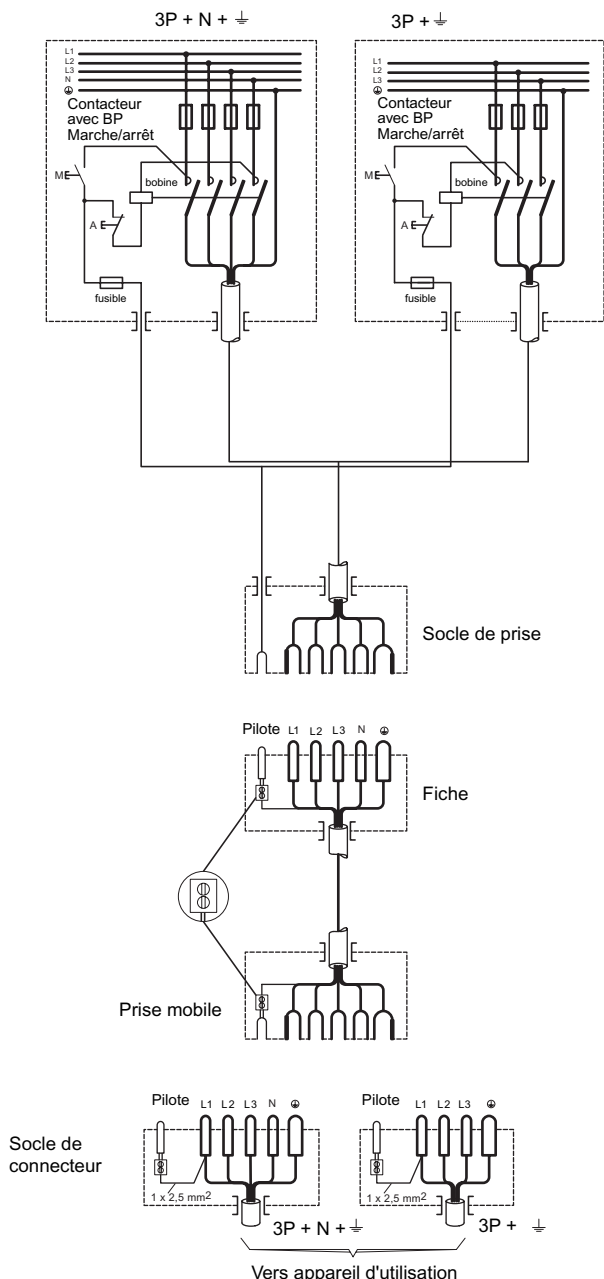 3P + N + ⏚
3P + ⏚
L1
L2
L3
N
L1
L2
L3
Contacteur
avec BP
Marche/arrêt
Contacteur
avec BP
Marche/arrêt
M
bobine
M
bobine
A
A
fusible
fusible
Socle de prise
Pilote L1 L2 L3 N
Fiche
Prise mobile
Pilote L1 L2 L3 N
Pilote L1 L2 L3
Socle de
connecteur
1 x 2,5 mm²
1 x 2,5 mm²
3P + N + ⏚
3P + ⏚
Vers appareil d'utilisation